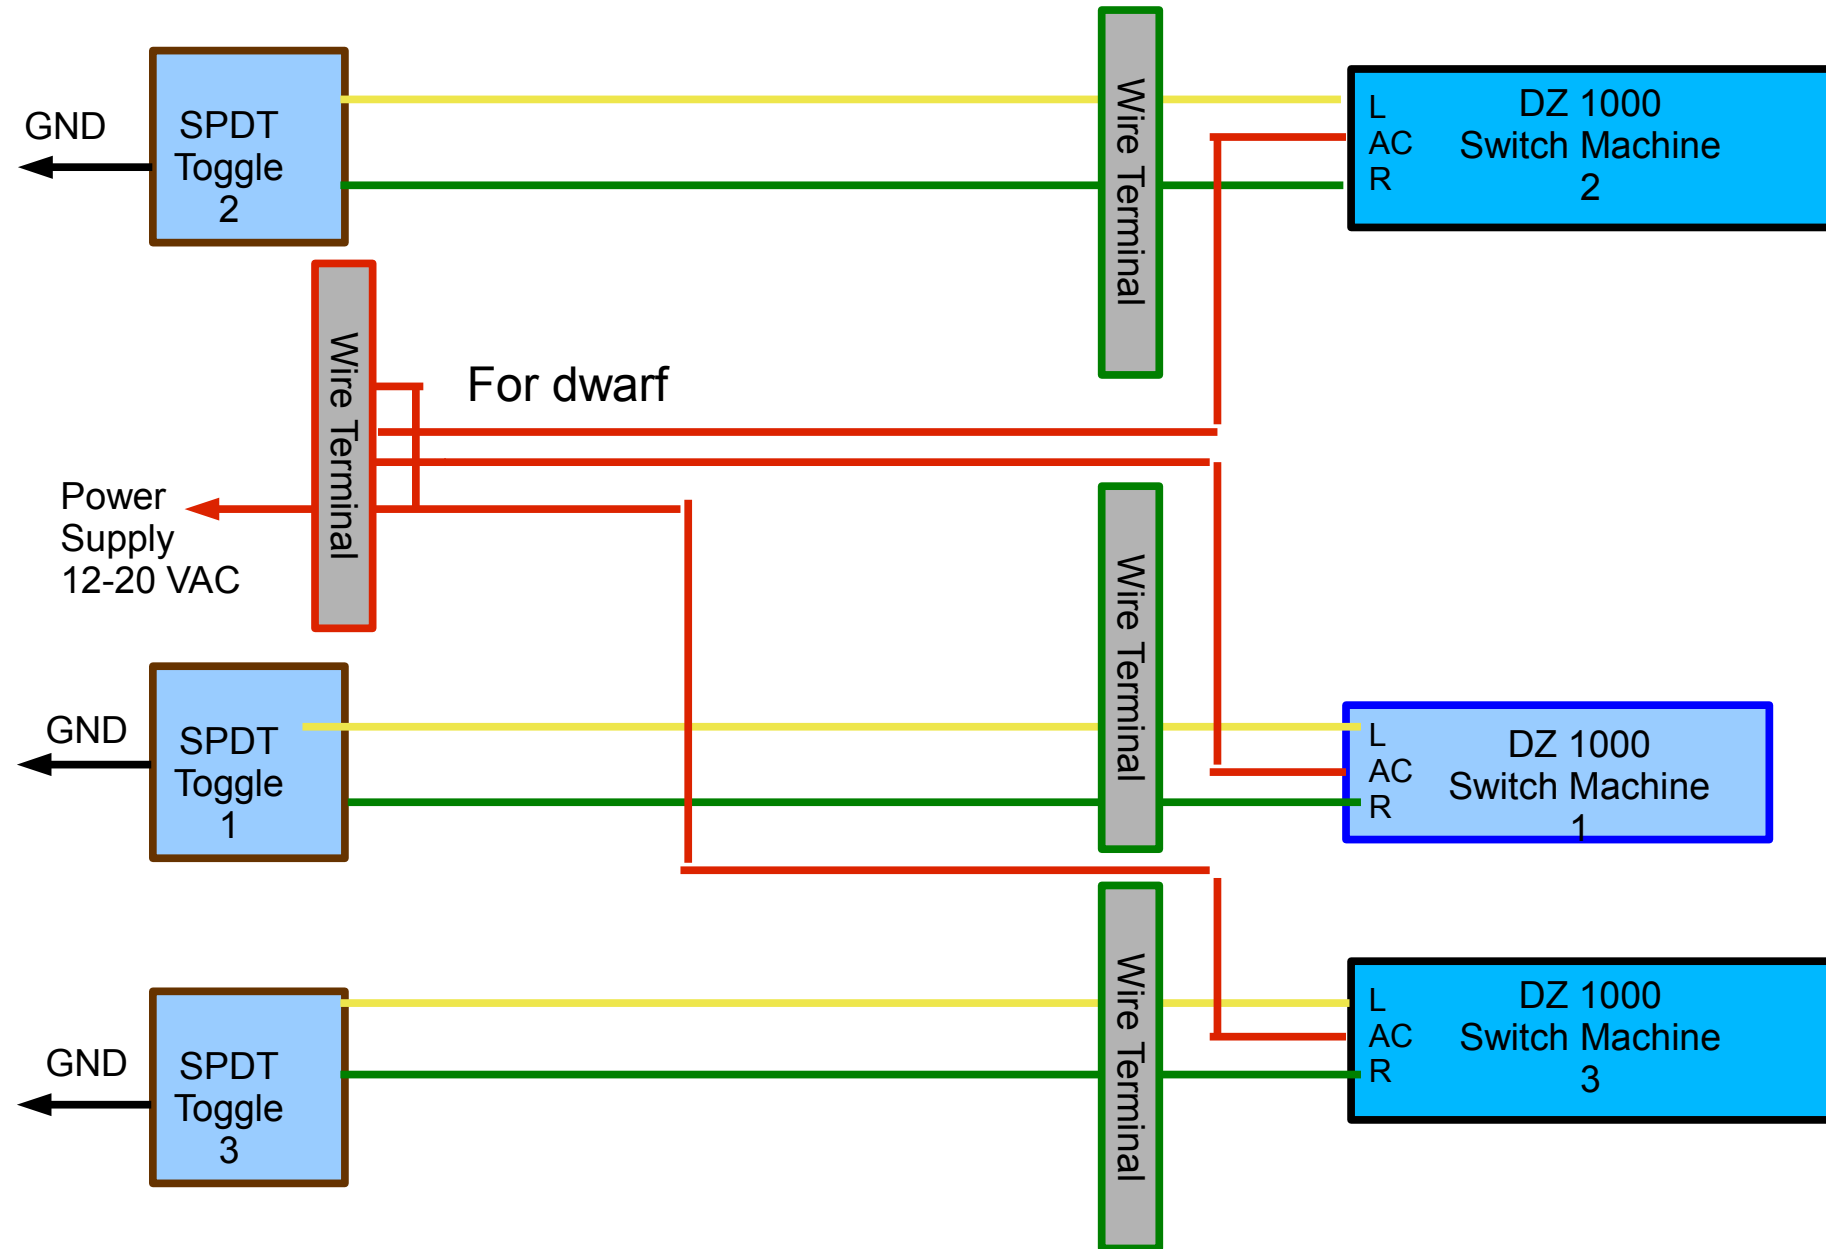 GND
SPDT
Toggle
2
Wire Terminal
L
AC
R
DZ 1000
Switch Machine
2
Wire Terminal
For dwarf
Power
Supply
12-20 VAC
Wire Terminal
GND
SPDT
Toggle
1
L
AC
R
DZ 1000
Switch Machine
1
Wire Terminal
GND
SPDT
Toggle
3
L
AC
R
DZ 1000
Switch Machine
3